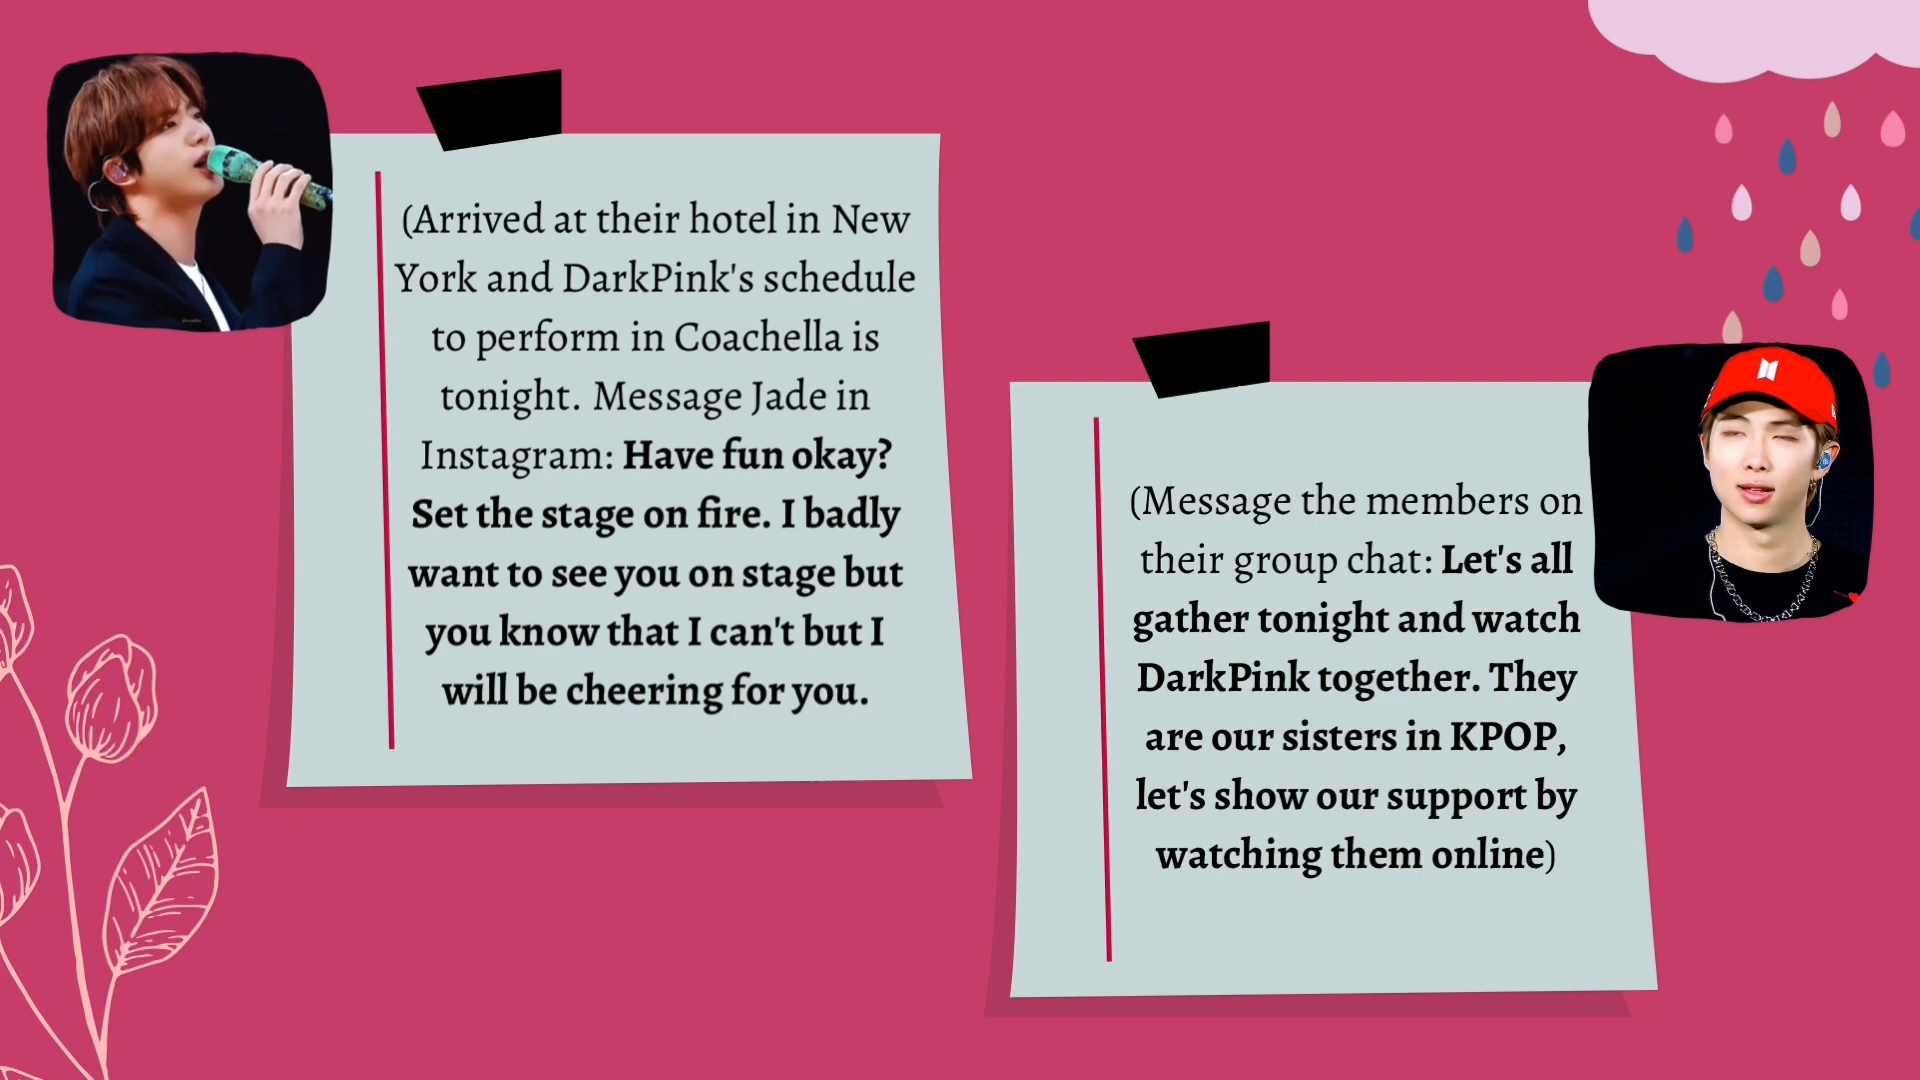 (Arrived at their hotel in New
York and DarkPink's schedule
to perform in Coachella is
tonight. Message Jade in
Instagram: Have fun okay?
Set the stage on fire. I badly
want to see you on stage but
you know that I can't but I
will be cheering for you.
(Message the members on
their group chat: Let's all
gather tonight and watch
DarkPink together. They
are our sisters in KPOP,
let's show our support by
watching them online)